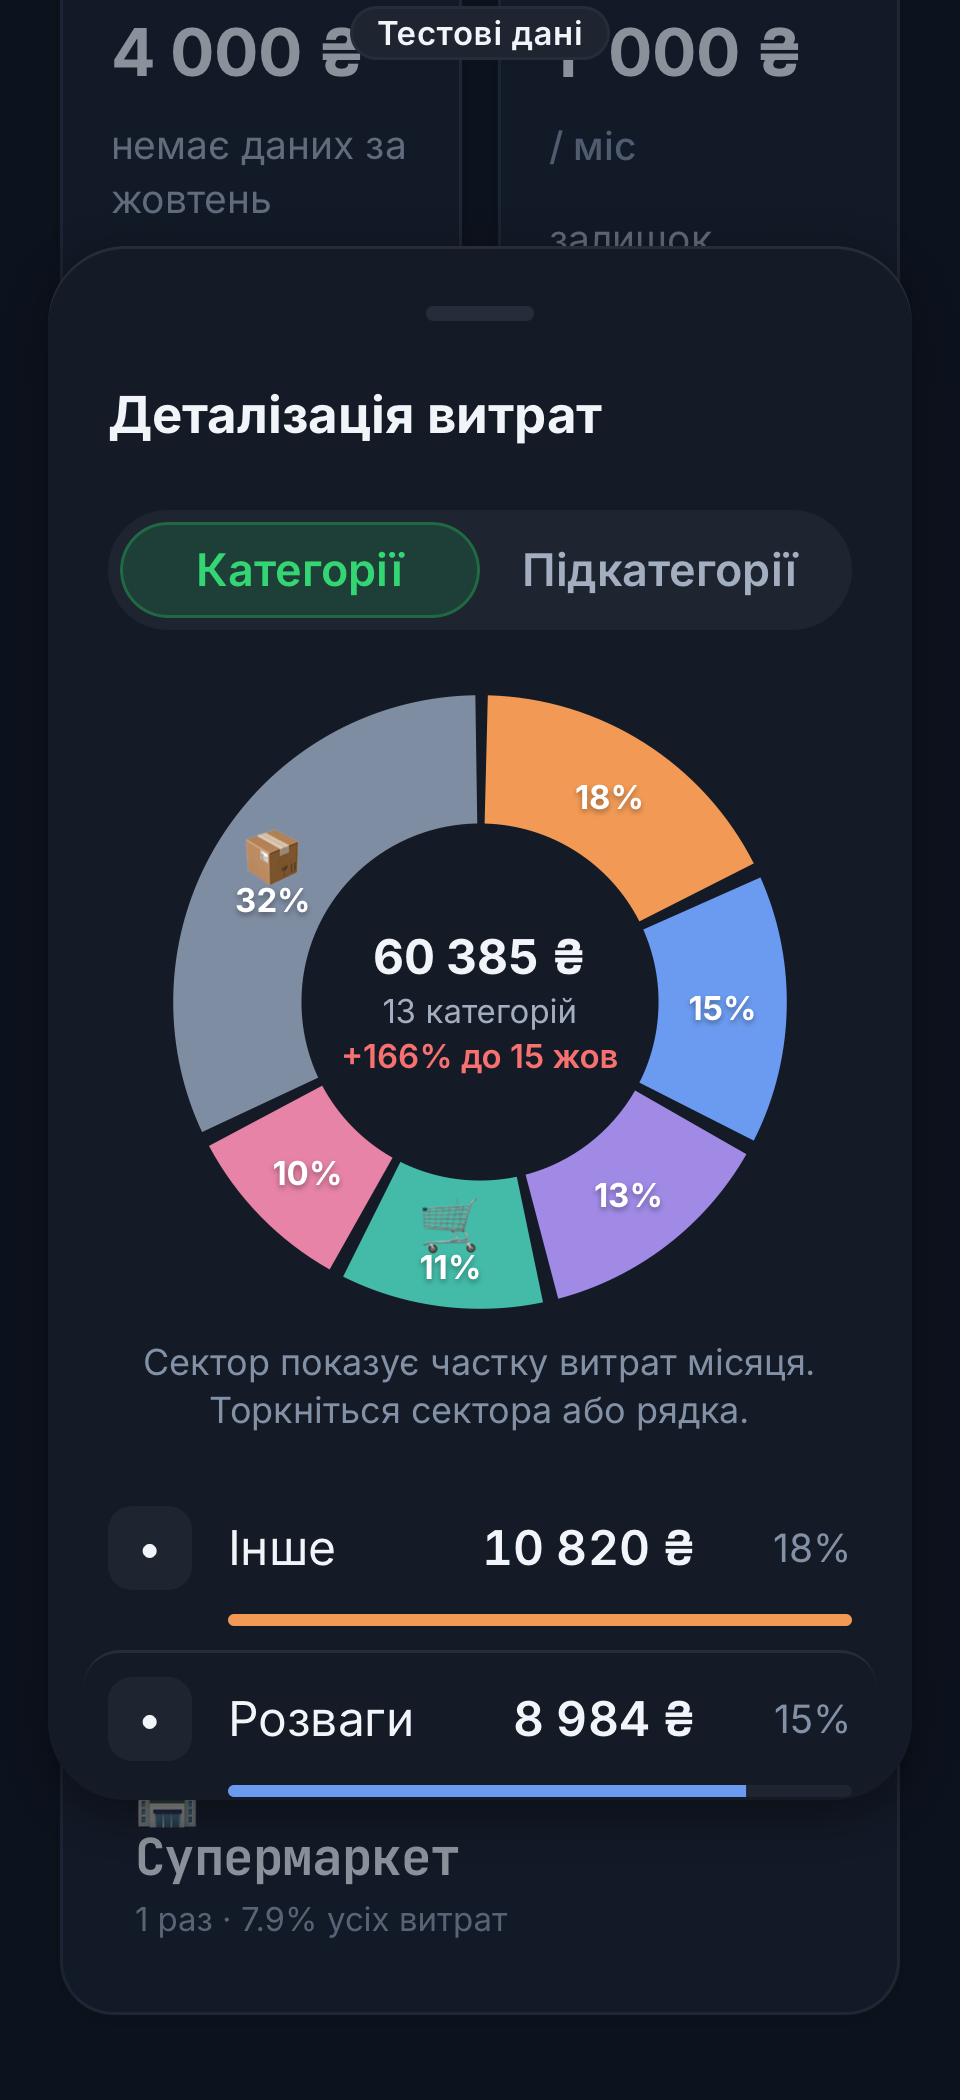 4 000 ₴
Тестові дані
1 000 ₴
немає даних за
жовтень
/ міс
залишок
Деталізація витрат
Категорії
Підкатегорії
18%
32%
15%
60 385 ₴
13 категорій
+166% до 15 жов
10%
13%
11%
Сектор показує частку витрат місяця.
Торкніться сектора або рядка.
Інше 10 820 ₴ 18%
Розваги 8 984 ₴ 15%
Супермаркет
1 раз · 7.9% усіх витрат